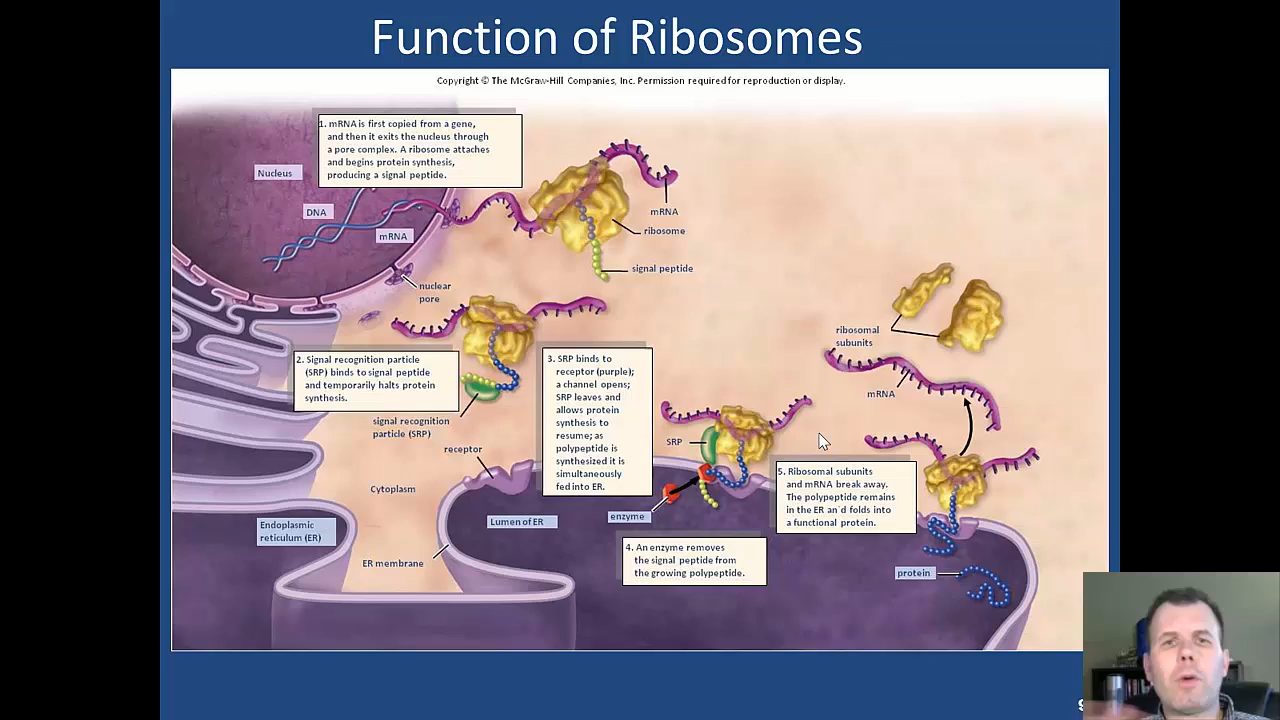 Function of Ribosomes
Copyright © The McGraw-Hill Companies, Inc. Permission required for reproduction or display.
1. mRNA is first copied from a gene,
and then it exits the nucleus through
a pore complex. A ribosome attaches
and begins protein synthesis,
producing a signal peptide.
Nucleus
DNA
mRNA
mRNA
ribosome
signal peptide
nuclear
pore
2. Signal recognition particle
(SRP) binds to signal peptide
and temporarily halts protein
synthesis.
signal recognition
particle (SRP)
3. SRP binds to
receptor (purple);
a channel opens;
SRP leaves and
allows protein
synthesis to
resume; as
polypeptide is
synthesized it is
simultaneously
fed into ER.
ribosomal
subunits
mRNA
SRP
receptor
Cytoplasm
Endoplasmic
reticulum (ER)
Lumen of ER
enzyme
ER membrane
4. An enzyme removes
the signal peptide from
the growing polypeptide.
5. Ribosomal subunits
and mRNA break away.
The polypeptide remains
in the ER and folds into
a functional protein.
protein